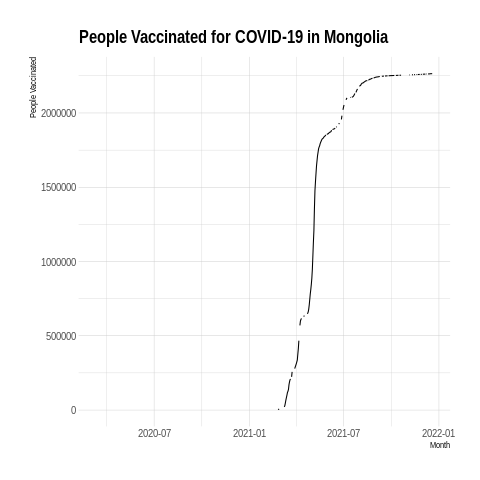 People Vaccinated for COVID-19 in Mongolia
People Vaccinated
2000000
1500000
1000000
500000
0
2020-07 2021-01 2021-07 2022-01
Month